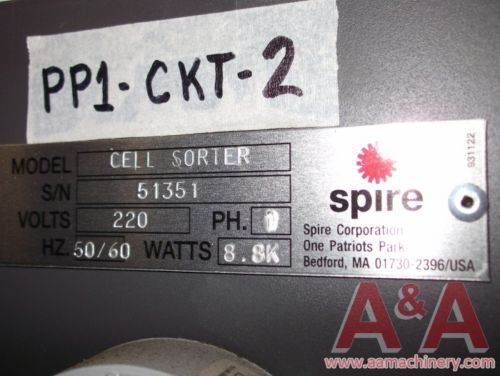 PP1-CKT-2
MODEL CELL SORTER
S/N 51351
VOLTS 220 PH.
HZ. 50/60 WATTS 8.8K
931122
spire
Spire Corporation
One Patriots Park
Bedford, MA 01730-2396/USA
A&A
www.aamachinery.com